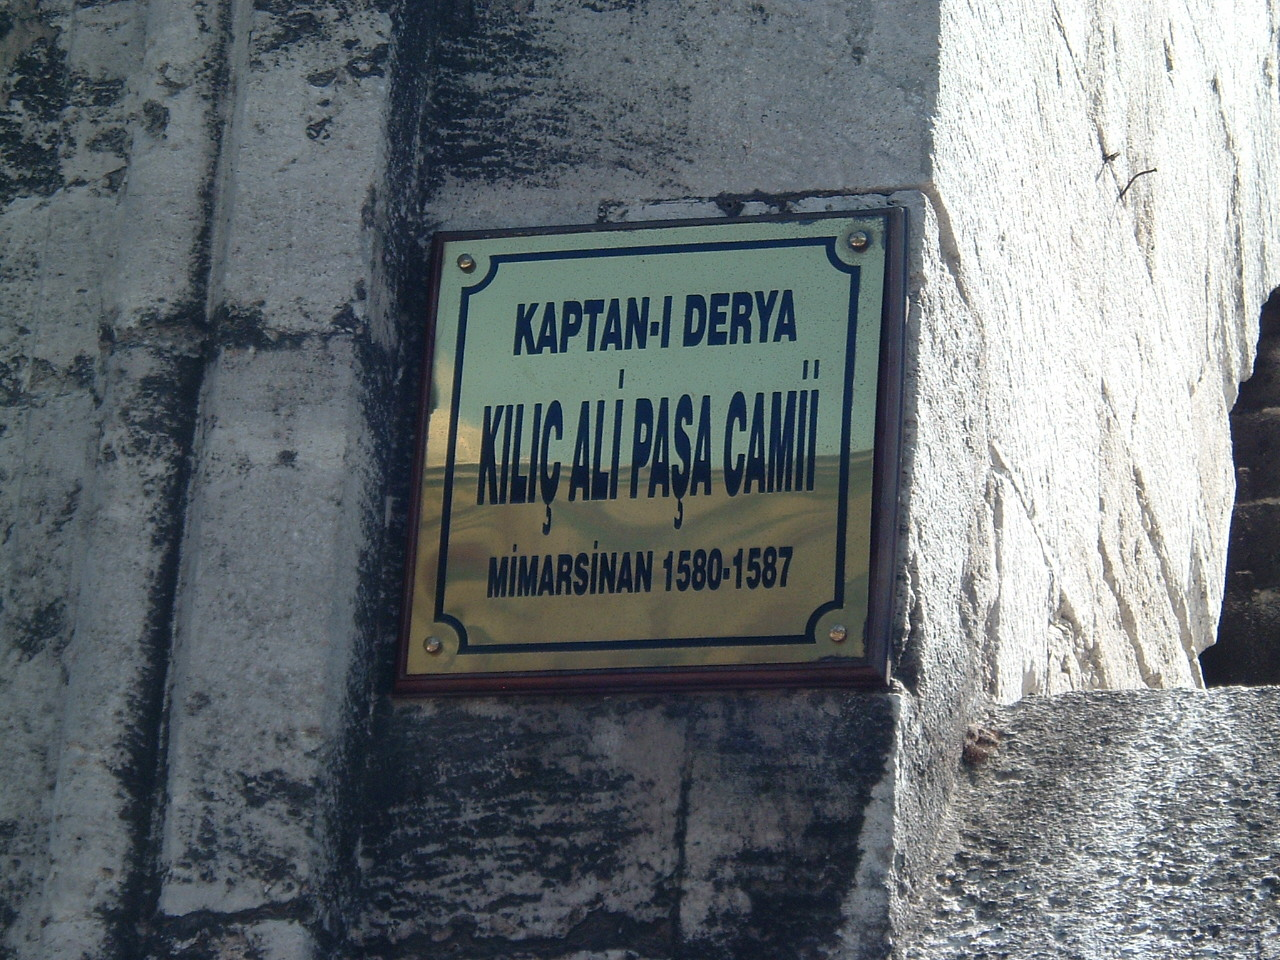 KAPTAN-I DERYA
KILIÇ ALİ PAŞA CAMİİ
MİMARSİNAN 1580-1587